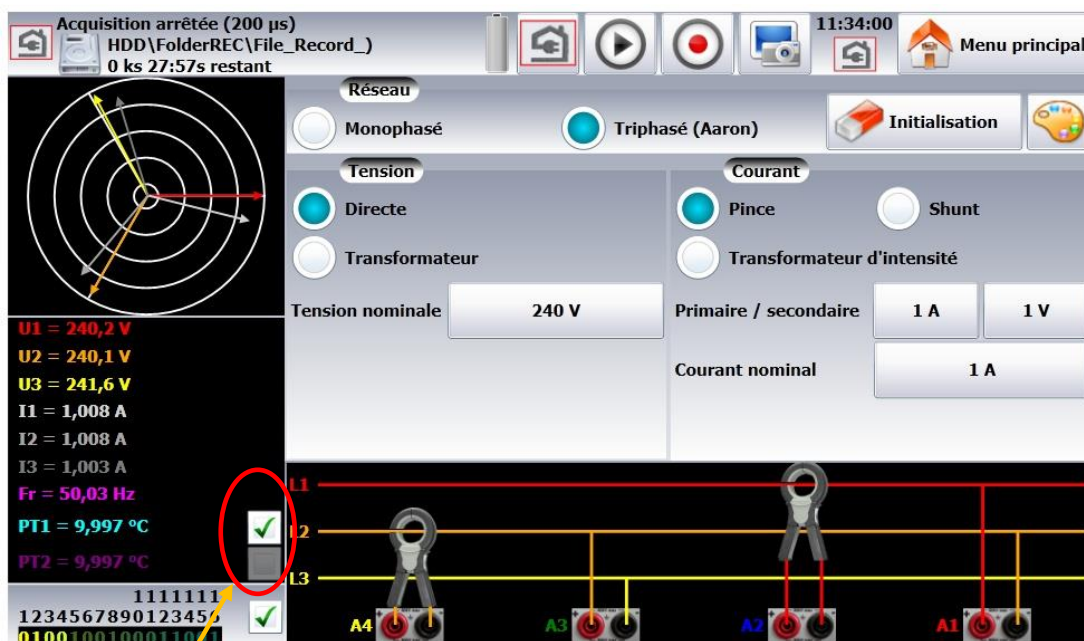 Acquisition arrêtée (200 µs)
HDD\FolderREC\File_Record_)
0 ks 27:57s restant
11:34:00
Menu principal
Réseau
Monophasé
Triphasé (Aaron)
Initialisation
Tension
Directe
Transformateur
Tension nominale
240 V
Courant
Pince
Shunt
Transformateur d'intensité
Primaire / secondaire
1 A
1 V
Courant nominal
1 A
U1 = 240,2 V
U2 = 240,1 V
U3 = 241,6 V
I1 = 1,008 A
I2 = 1,008 A
I3 = 1,003 A
Fr = 50,03 Hz
PT1 = 9,997 °C
PT2 = 9,997 °C
1111111
1234567890123456
0100100100011001
L1
L2
L3
A4
A3
A2
A1